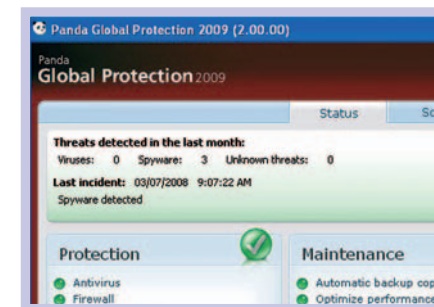 Panda Global Protection 2009 (2.00.00)
Panda
Global Protection 2009
Status
Threats detected in the last month:
Viruses: 0 Spyware: 3 Unknown threats: 0
Last incident: 03/07/2008 9:07:22 AM
Spyware detected
Protection
Maintenance
Antivirus
Automatic backup
Firewall
Optimize performance